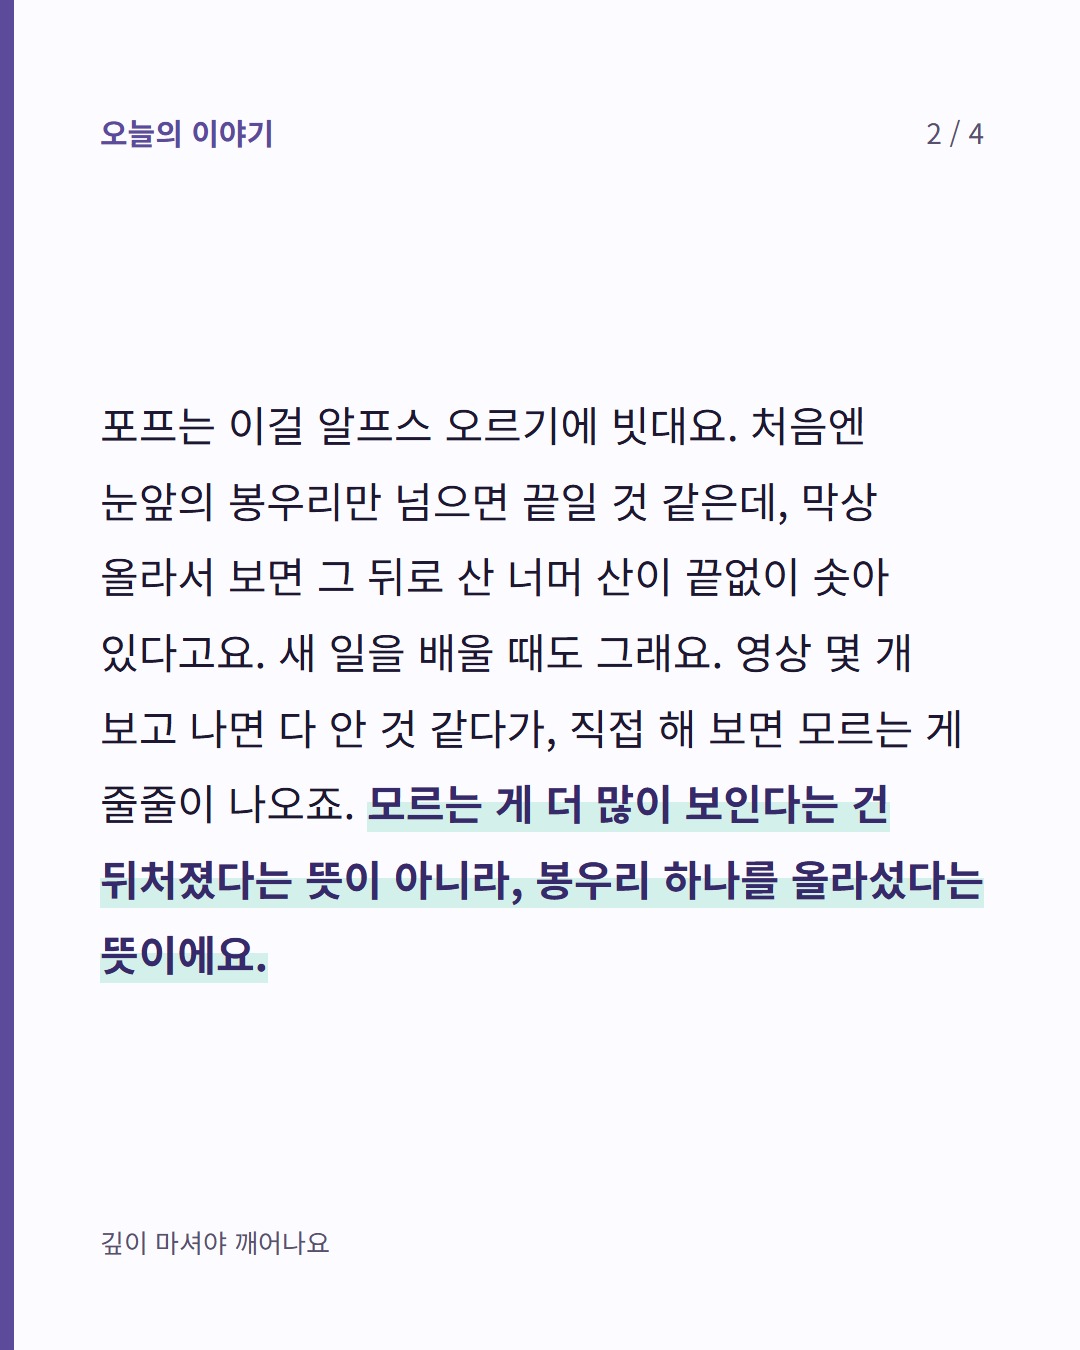 오늘의 이야기
2 / 4
포프는 이걸 알프스 오르기에 빗대요. 처음엔
눈앞의 봉우리만 넘으면 끝일 것 같은데, 막상
올라서 보면 그 뒤로 산 너머 산이 끝없이 솟아
있다고요. 새 일을 배울 때도 그래요. 영상 몇 개
보고 나면 다 안 것 같다가, 직접 해 보면 모르는 게
줄줄이 나오죠. 모르는 게 더 많이 보인다는 건
뒤처졌다는 뜻이 아니라, 봉우리 하나를 올라섰다는
뜻이에요.
깊이 마셔야 깨어나요